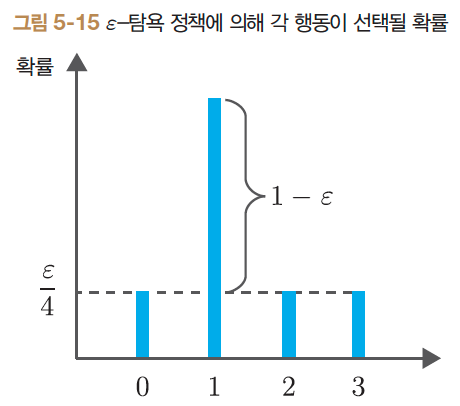 그림 5-15 ε–탐욕 정책에 의해 각 행동이 선택될 확률
확률
1 − ε
ε
4
0 1 2 3